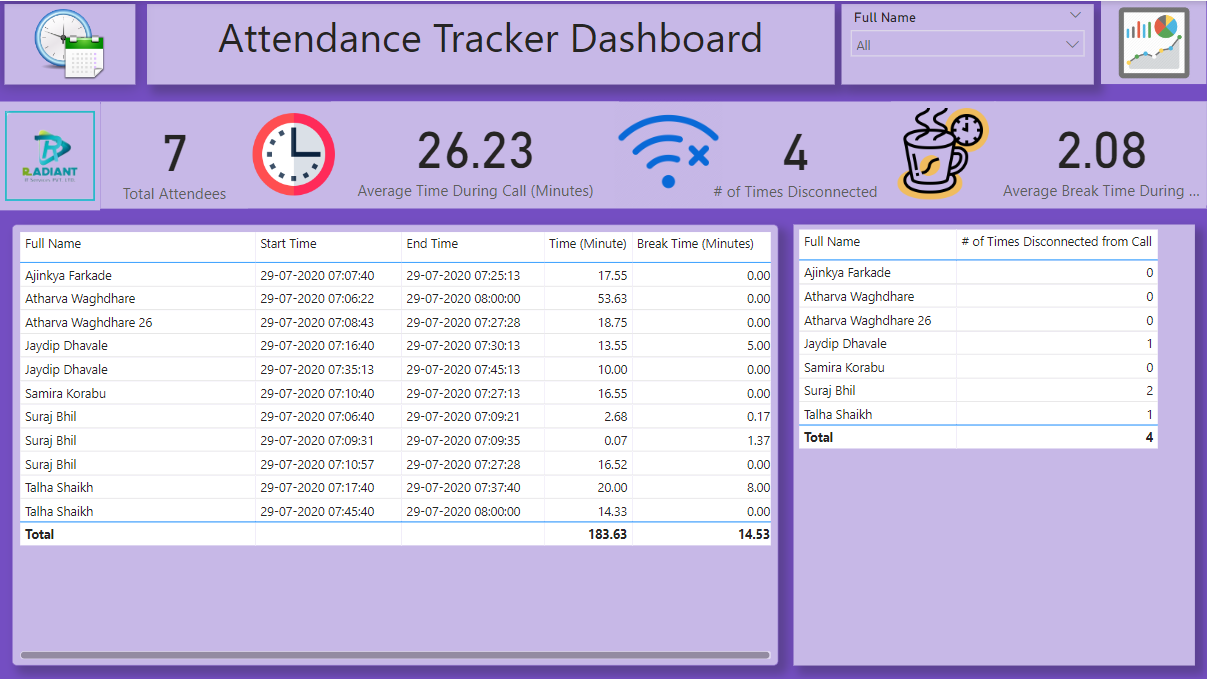 Attendance Tracker Dashboard
Full Name
All
RADIANT
IT Services PVT. LTD.
7
Total Attendees
26.23
Average Time During Call (Minutes)
4
# of Times Disconnected
2.08
Average Break Time During ...
Full Name Start Time End Time Time (Minute) Break Time (Minutes)
Ajinkya Farkade 29-07-2020 07:07:40 29-07-2020 07:25:13 17.55 0.00
Atharva Waghdhare 29-07-2020 07:06:22 29-07-2020 08:00:00 53.63 0.00
Atharva Waghdhare 26 29-07-2020 07:08:43 29-07-2020 07:27:28 18.75 0.00
Jaydip Dhavale 29-07-2020 07:16:40 29-07-2020 07:30:13 13.55 5.00
Jaydip Dhavale 29-07-2020 07:35:13 29-07-2020 07:45:13 10.00 0.00
Samira Korabu 29-07-2020 07:10:40 29-07-2020 07:27:13 16.55 0.00
Suraj Bhil 29-07-2020 07:06:40 29-07-2020 07:09:21 2.68 0.17
Suraj Bhil 29-07-2020 07:09:31 29-07-2020 07:09:35 0.07 1.37
Suraj Bhil 29-07-2020 07:10:57 29-07-2020 07:27:28 16.52 0.00
Talha Shaikh 29-07-2020 07:17:40 29-07-2020 07:37:40 20.00 8.00
Talha Shaikh 29-07-2020 07:45:40 29-07-2020 08:00:00 14.33 0.00
Total 183.63 14.53
Full Name # of Times Disconnected from Call
Ajinkya Farkade 0
Atharva Waghdhare 0
Atharva Waghdhare 26 0
Jaydip Dhavale 1
Samira Korabu 0
Suraj Bhil 2
Talha Shaikh 1
Total 4